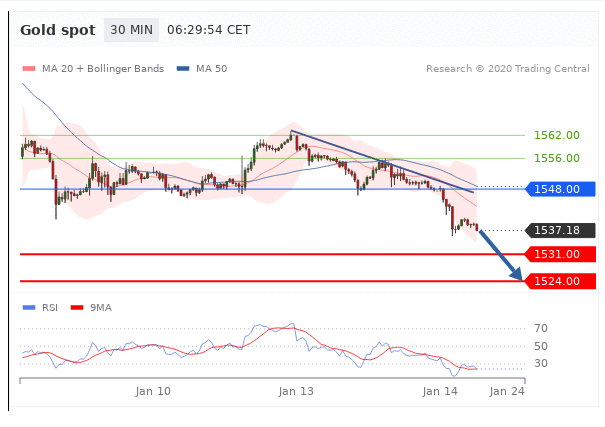 Gold spot 30 MIN 06:29:54 CET
MA 20 + Bollinger Bands MA 50 Research © 2020 Trading Central
1562.00
1556.00
1548.00
1537.18
1531.00
1524.00
RSI 9MA
70
50
30
Jan 10 Jan 13 Jan 14 Jan 24